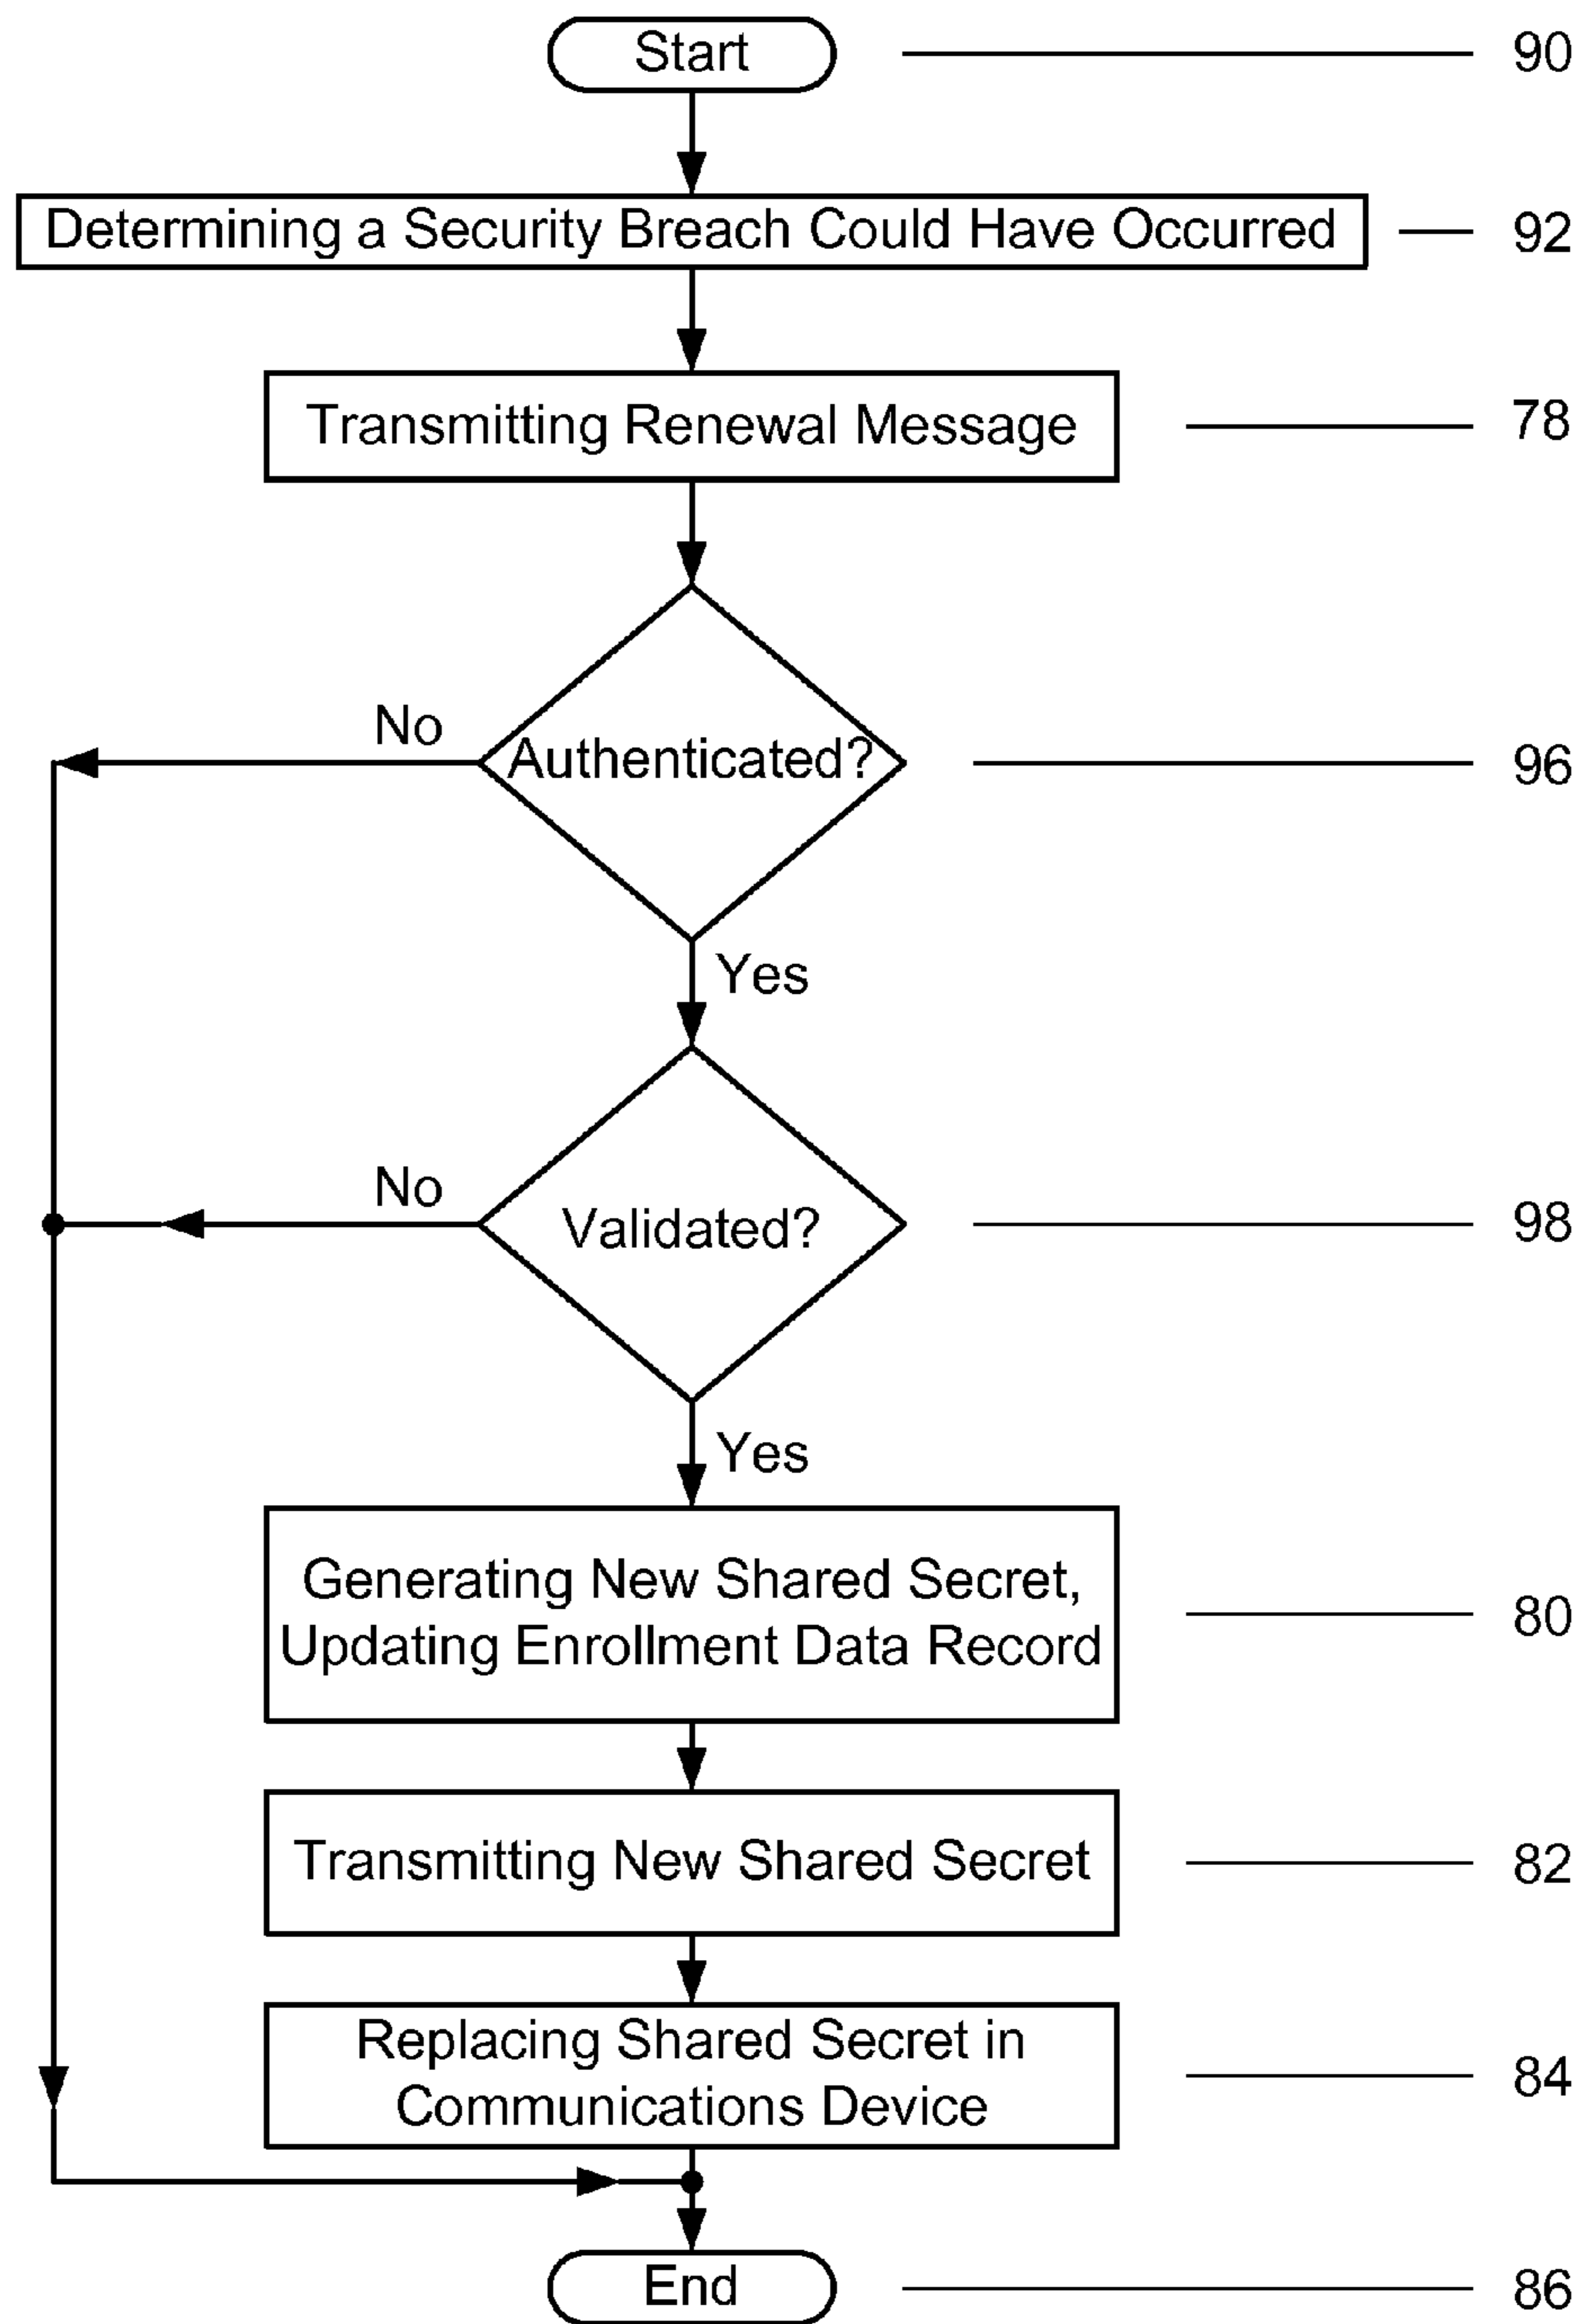 Start
90
Determining a Security Breach Could Have Occurred
92
Transmitting Renewal Message
78
No
Authenticated?
96
Yes
No
Validated?
98
Yes
Generating New Shared Secret,
Updating Enrollment Data Record
80
Transmitting New Shared Secret
82
Replacing Shared Secret in
Communications Device
84
End
86